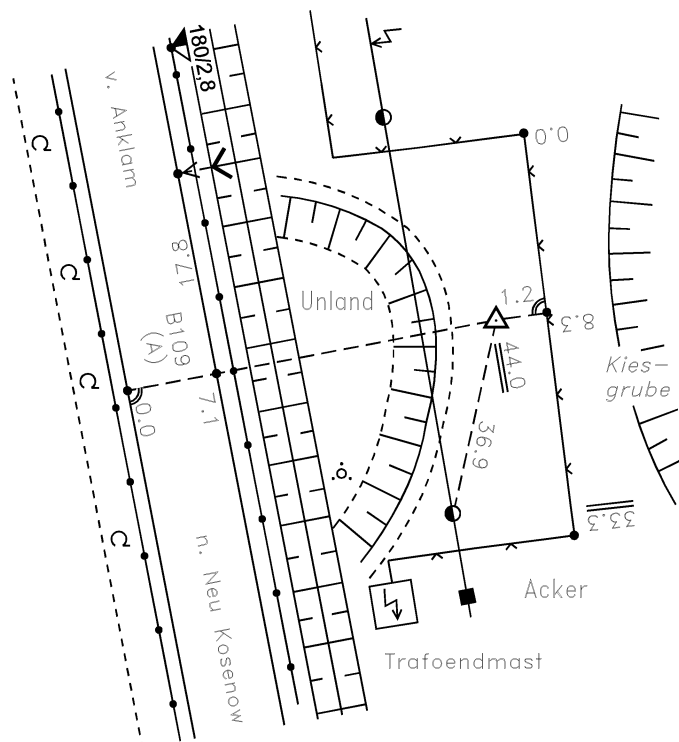 180/2,8
v. Anklam
0.0
17.8
B109
(A)
Unland
1.2
8.3
44.0
Kies-
grube
0.0
7.1
36.9
33.3
n. Neu Kosenow
Acker
Trafoendmast